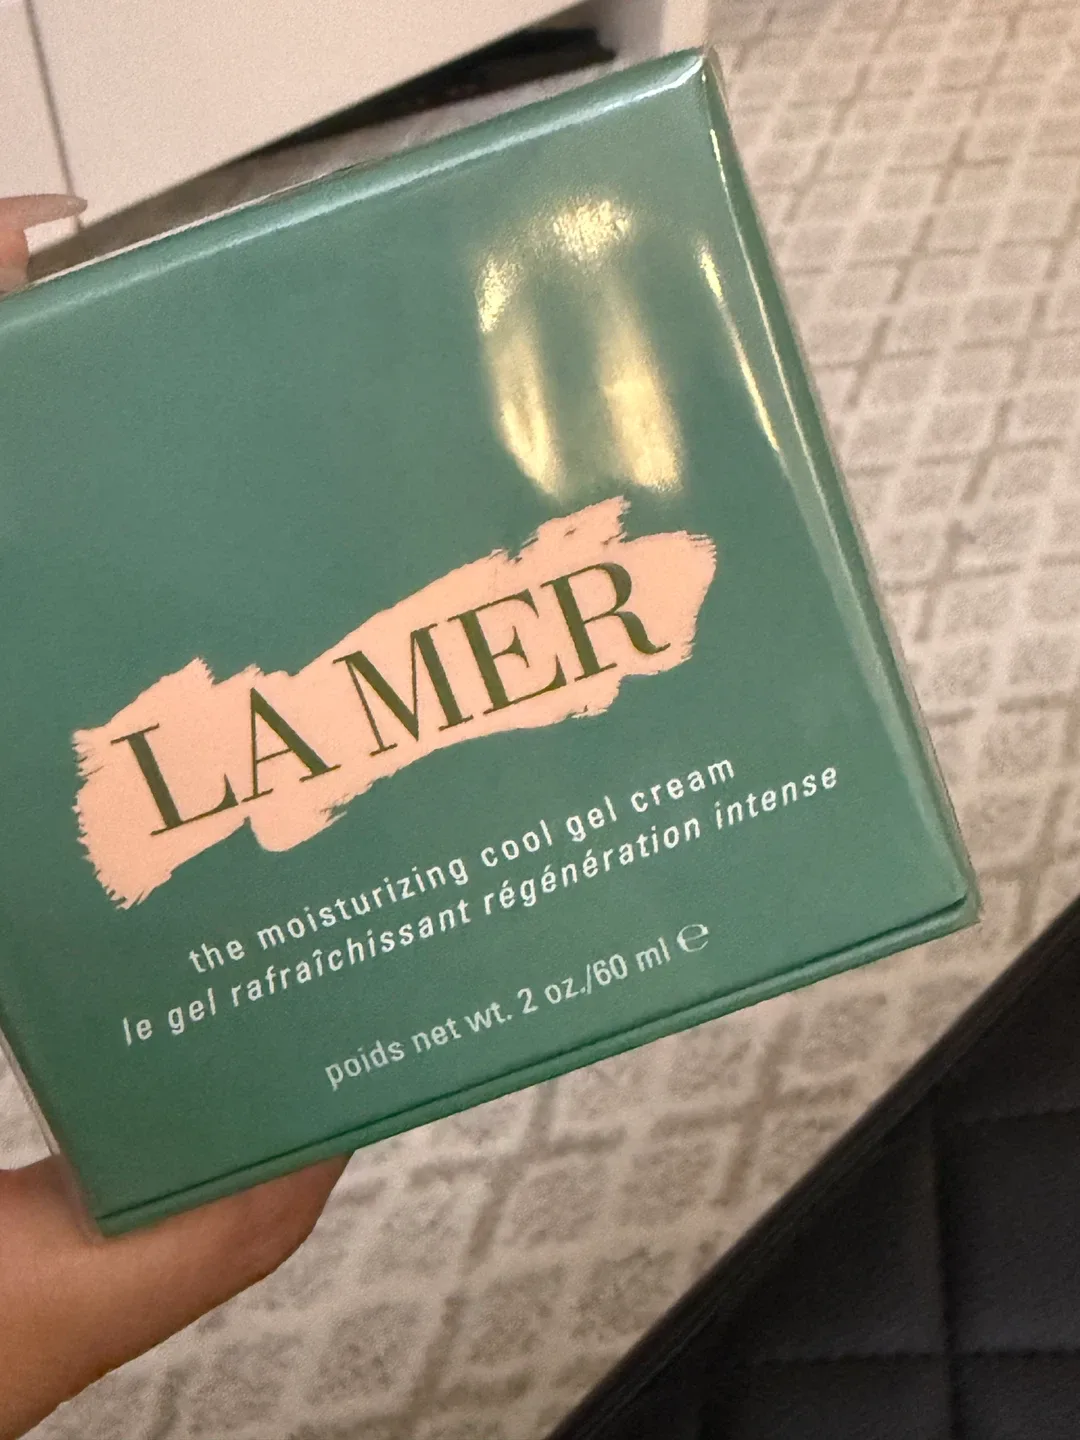 LA MER
the moisturizing cool gel cream
le gel rafraîchissant régénération intense
poids net wt. 2 oz./60 ml ℮